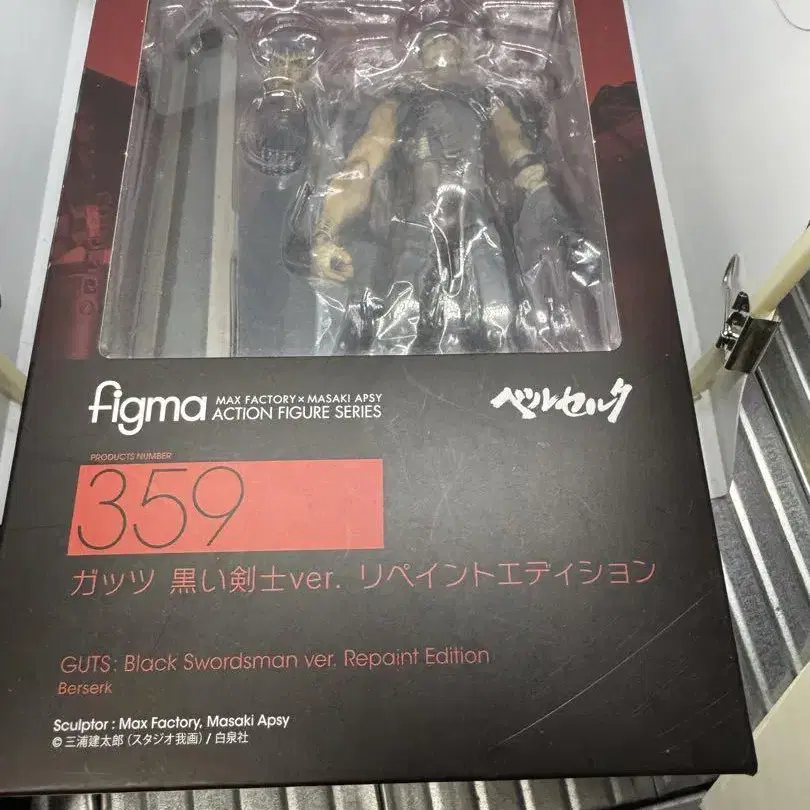 figma MAX FACTORY×MASAKI APSY
ACTION FIGURE SERIES
ベルセルク
PRODUCTS NUMBER
359
ガッツ 黒い剣士ver. リペイントエディション
GUTS: Black Swordsman ver. Repaint Edition
Berserk
Sculptor : Max Factory, Masaki Apsy
© 三浦建太郎 (スタジオ我画) / 白泉社